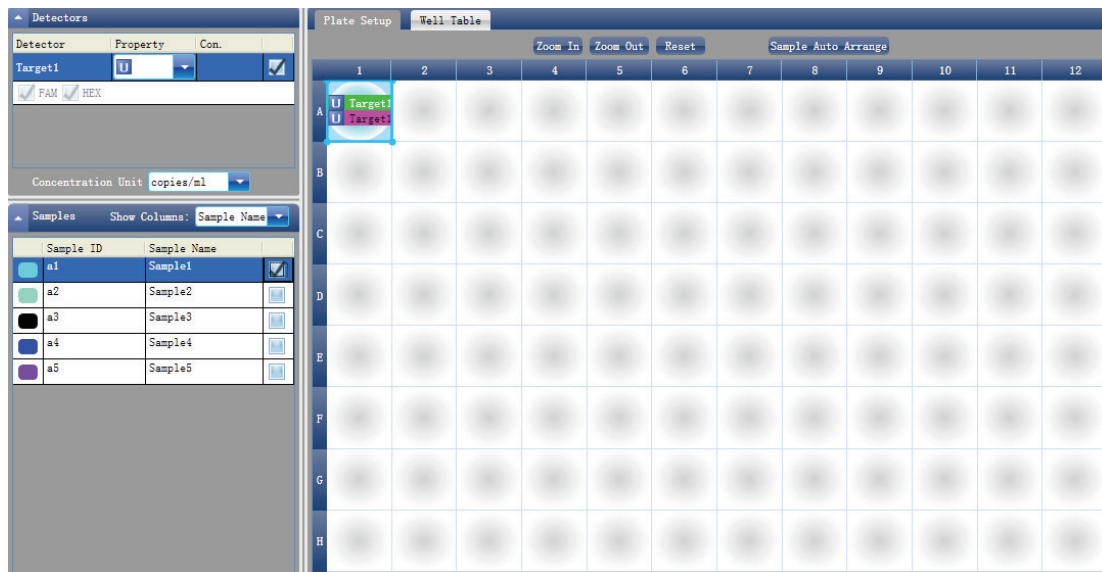 Detectors
Detector Property Con.
Target1 U
FAM HEX
Concentration Unit copies/ml
Samples Show Columns: Sample Name
Sample ID Sample Name
a1 Sample1
a2 Sample2
a3 Sample3
a4 Sample4
a5 Sample5
Plate Setup Well Table
Zoom In Zoom Out Reset Sample Auto Arrange
1 2 3 4 5 6 7 8 9 10 11 12
A
U Target1
U Target1
B
C
D
E
F
G
H